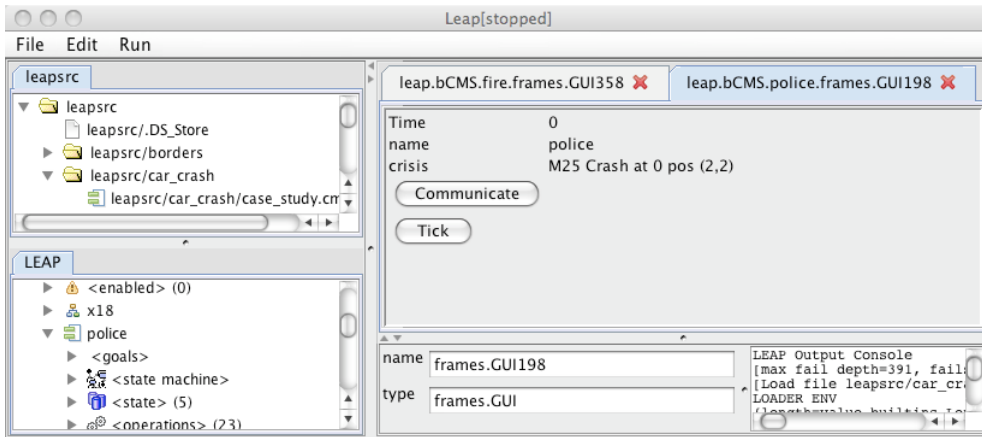 Leap[stopped]
File Edit Run
leapsrc
leapsrc
leapsrc/.DS_Store
leapsrc/borders
leapsrc/car_crash
leapsrc/car_crash/case_study.cm
LEAP
<enabled> (0)
x18
police
<goals>
<state machine>
<state> (5)
<operations> (23)
leap.bCMS.fire.frames.GUI358 leap.bCMS.police.frames.GUI198
Time 0
name police
crisis M25 Crash at 0 pos (2,2)
Communicate
Tick
name frames.GUI198
type frames.GUI
LEAP Output Console
[max fail depth=391, fail
[Load file leapsrc/car_cr
LOADER ENV